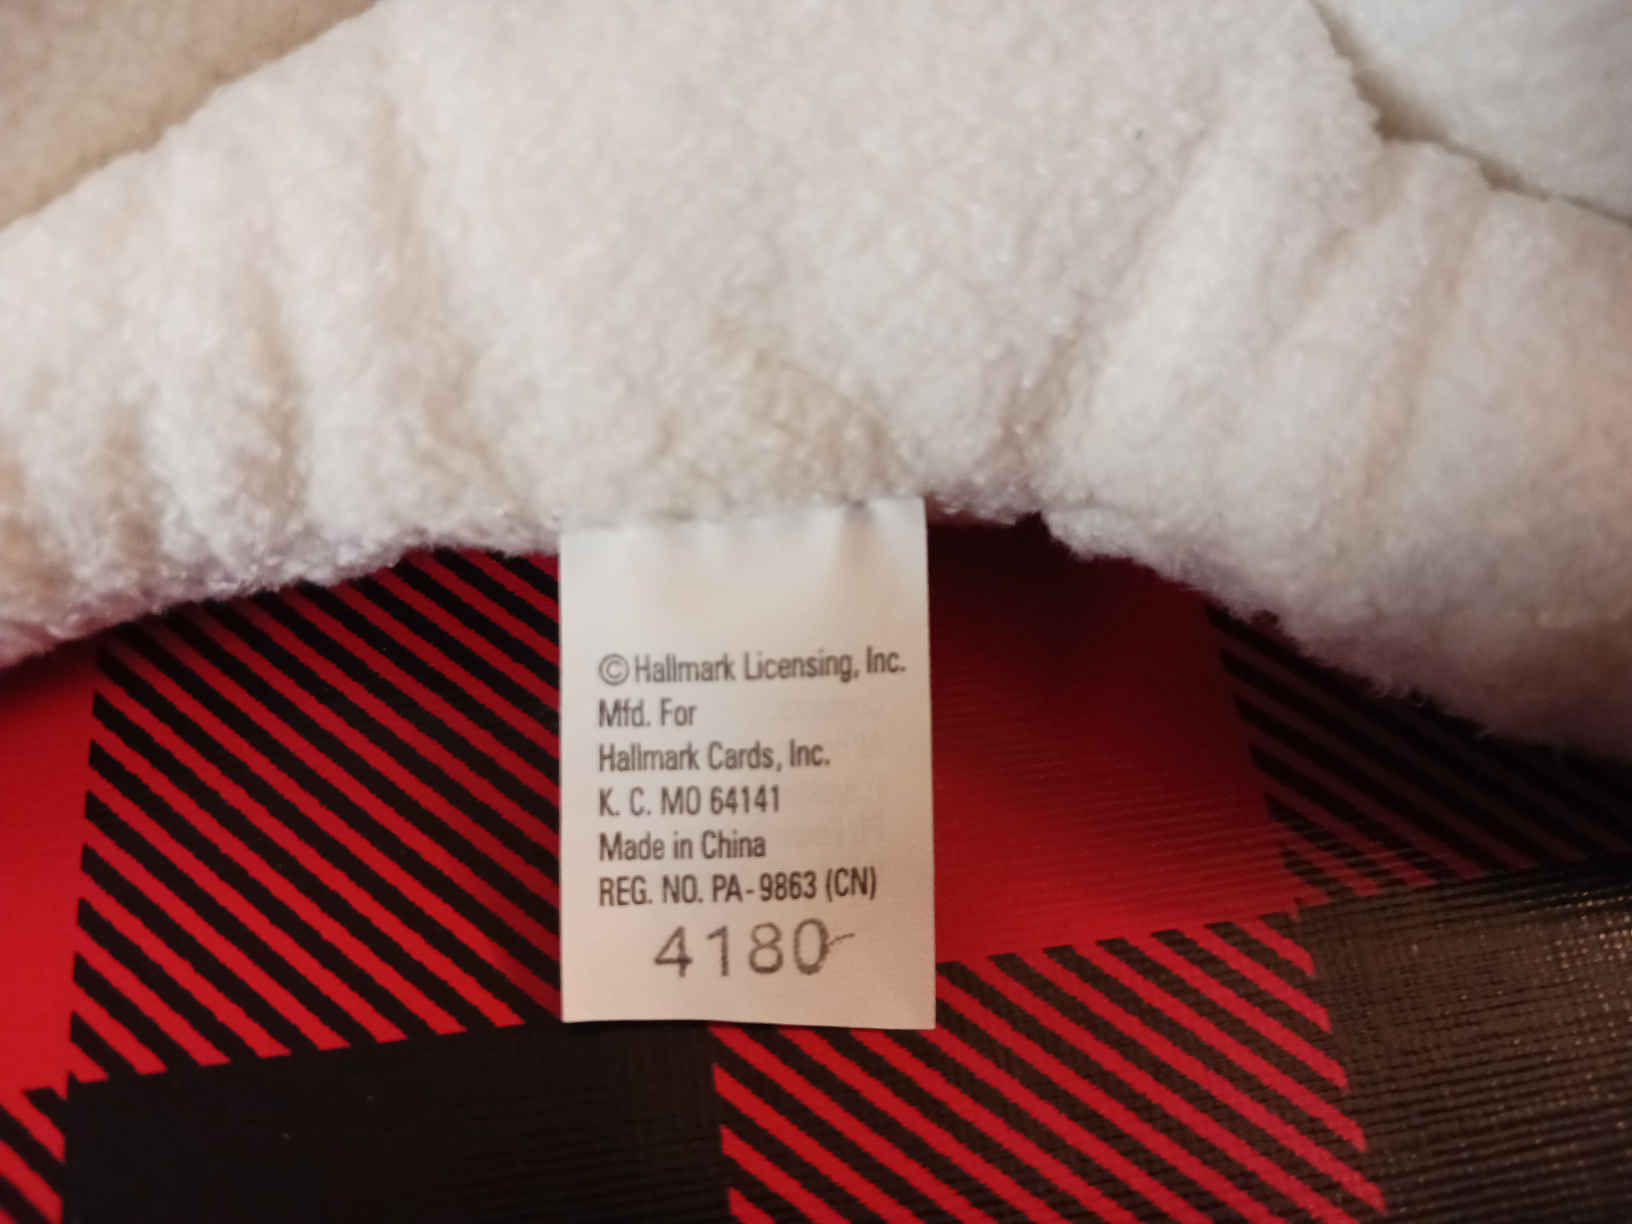 ©Hallmark Licensing, Inc.
Mfd. For
Hallmark Cards, Inc.
K. C. MO 64141
Made in China
REG. NO. PA-9863 (CN)
4180